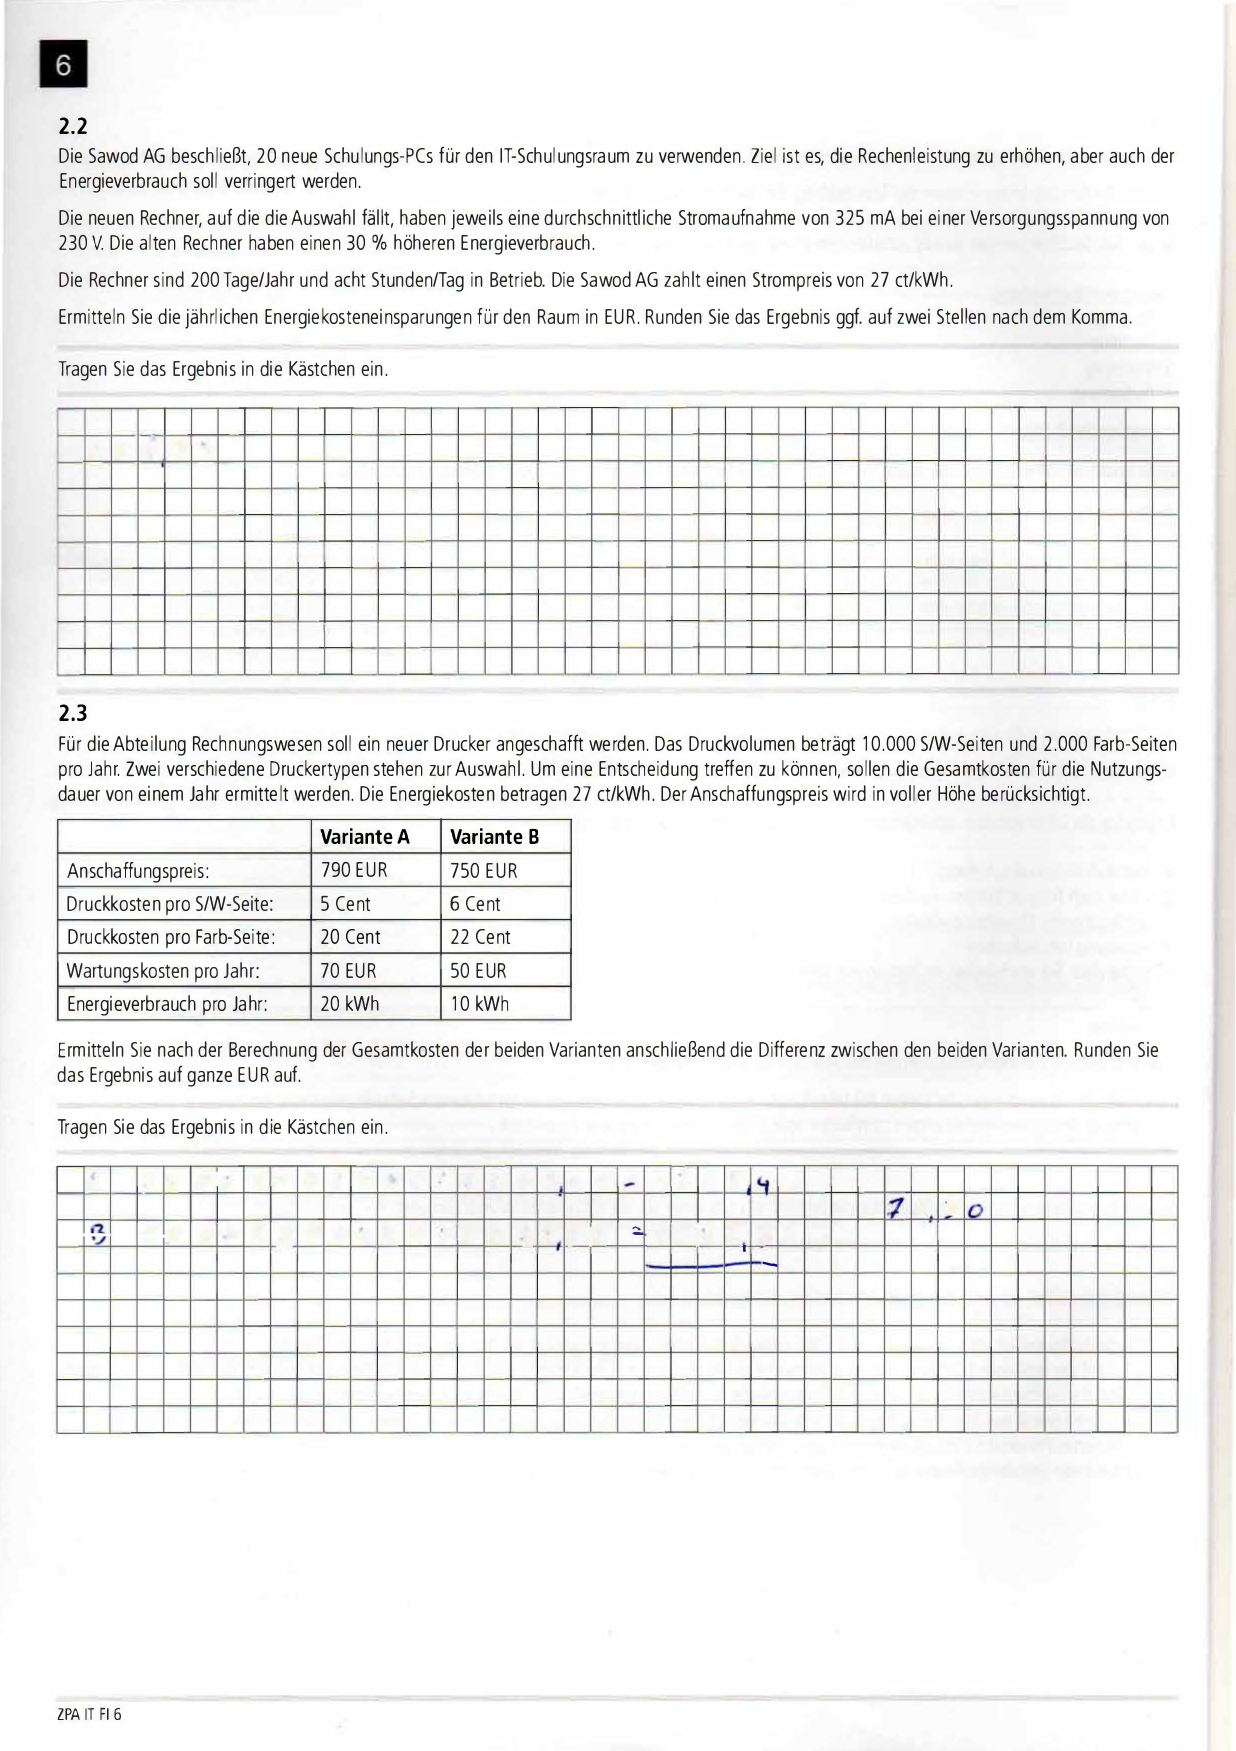 6
2.2
Die Sawod AG beschließt, 20 neue Schulungs-PCs für den IT-Schulungsraum zu verwenden. Ziel ist es, die Rechenleistung zu erhöhen, aber auch der
Energieverbrauch soll verringert werden.
Die neuen Rechner, auf die die Auswahl fällt, haben jeweils eine durchschnittliche Stromaufnahme von 325 mA bei einer Versorgungsspannung von
230 V. Die alten Rechner haben einen 30 % höheren Energieverbrauch.
Die Rechner sind 200 Tage/Jahr und acht Stunden/Tag in Betrieb. Die Sawod AG zahlt einen Strompreis von 27 ct/kWh.
Ermitteln Sie die jährlichen Energiekosteneinsparungen für den Raum in EUR. Runden Sie das Ergebnis ggf. auf zwei Stellen nach dem Komma.
Tragen Sie das Ergebnis in die Kästchen ein.
2.3
Für die Abteilung Rechnungswesen soll ein neuer Drucker angeschafft werden. Das Druckvolumen beträgt 10.000 S/W-Seiten und 2.000 Farb-Seiten
pro Jahr. Zwei verschiedene Druckertypen stehen zur Auswahl. Um eine Entscheidung treffen zu können, sollen die Gesamtkosten für die Nutzungs-
dauer von einem Jahr ermittelt werden. Die Energiekosten betragen 27 ct/kWh. Der Anschaffungspreis wird in voller Höhe berücksichtigt.
Variante A Variante B
Anschaffungspreis: 790 EUR 750 EUR
Druckkosten pro S/W-Seite: 5 Cent 6 Cent
Druckkosten pro Farb-Seite: 20 Cent 22 Cent
Wartungskosten pro Jahr: 70 EUR 50 EUR
Energieverbrauch pro Jahr: 20 kWh 10 kWh
Ermitteln Sie nach der Berechnung der Gesamtkosten der beiden Varianten anschließend die Differenz zwischen den beiden Varianten. Runden Sie
das Ergebnis auf ganze EUR auf.
Tragen Sie das Ergebnis in die Kästchen ein.
, - ,4
7 , - 0
, = ,
ZPA IT FI 6